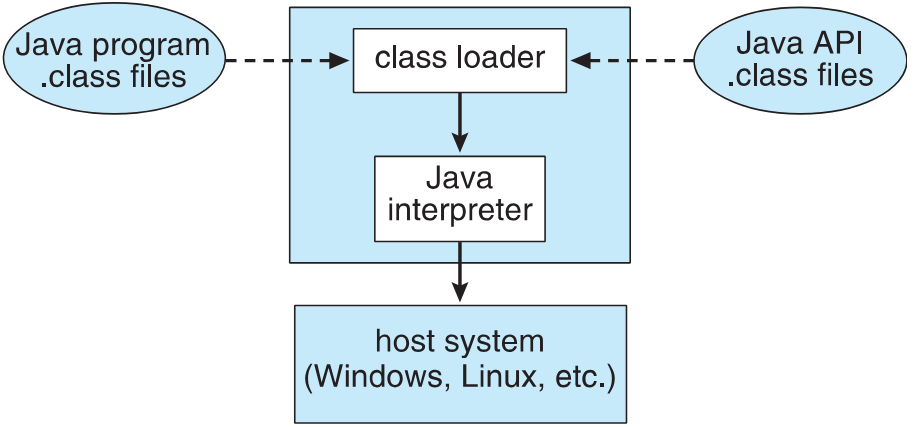 Java program
.class files
class loader
Java API
.class files
Java
interpreter
host system
(Windows, Linux, etc.)